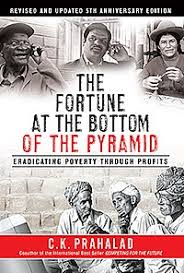 REVISED AND UPDATED 5TH ANNIVERSARY EDITION
THE
FORTUNE
AT THE BOTTOM
OF THE PYRAMID
ERADICATING POVERTY THROUGH PROFITS
C.K. PRAHALAD
Coauthor of the International Best Seller COMPETING FOR THE FUTURE